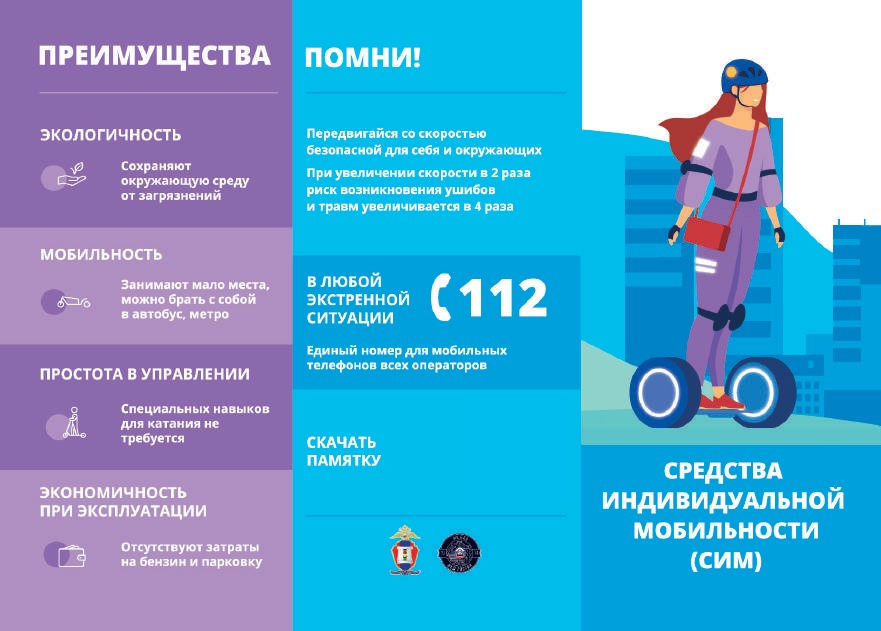 ПРЕИМУЩЕСТВА
ЭКОЛОГИЧНОСТЬ
Сохраняют
окружающую среду
от загрязнений
МОБИЛЬНОСТЬ
Занимают мало места,
можно брать с собой
в автобус, метро
ПРОСТОТА В УПРАВЛЕНИИ
Специальных навыков
для катания не
требуется
ЭКОНОМИЧНОСТЬ
ПРИ ЭКСПЛУАТАЦИИ
Отсутствуют затраты
на бензин и парковку
ПОМНИ!
Передвигайся со скоростью
безопасной для себя и окружающих
При увеличении скорости в 2 раза
риск возникновения ушибов
и травм увеличивается в 4 раза
В ЛЮБОЙ
ЭКСТРЕННОЙ
СИТУАЦИИ
112
Единый номер для мобильных
телефонов всех операторов
СКАЧАТЬ
ПАМЯТКУ
СРЕДСТВА
ИНДИВИДУАЛЬНОЙ
МОБИЛЬНОСТИ
(СИМ)